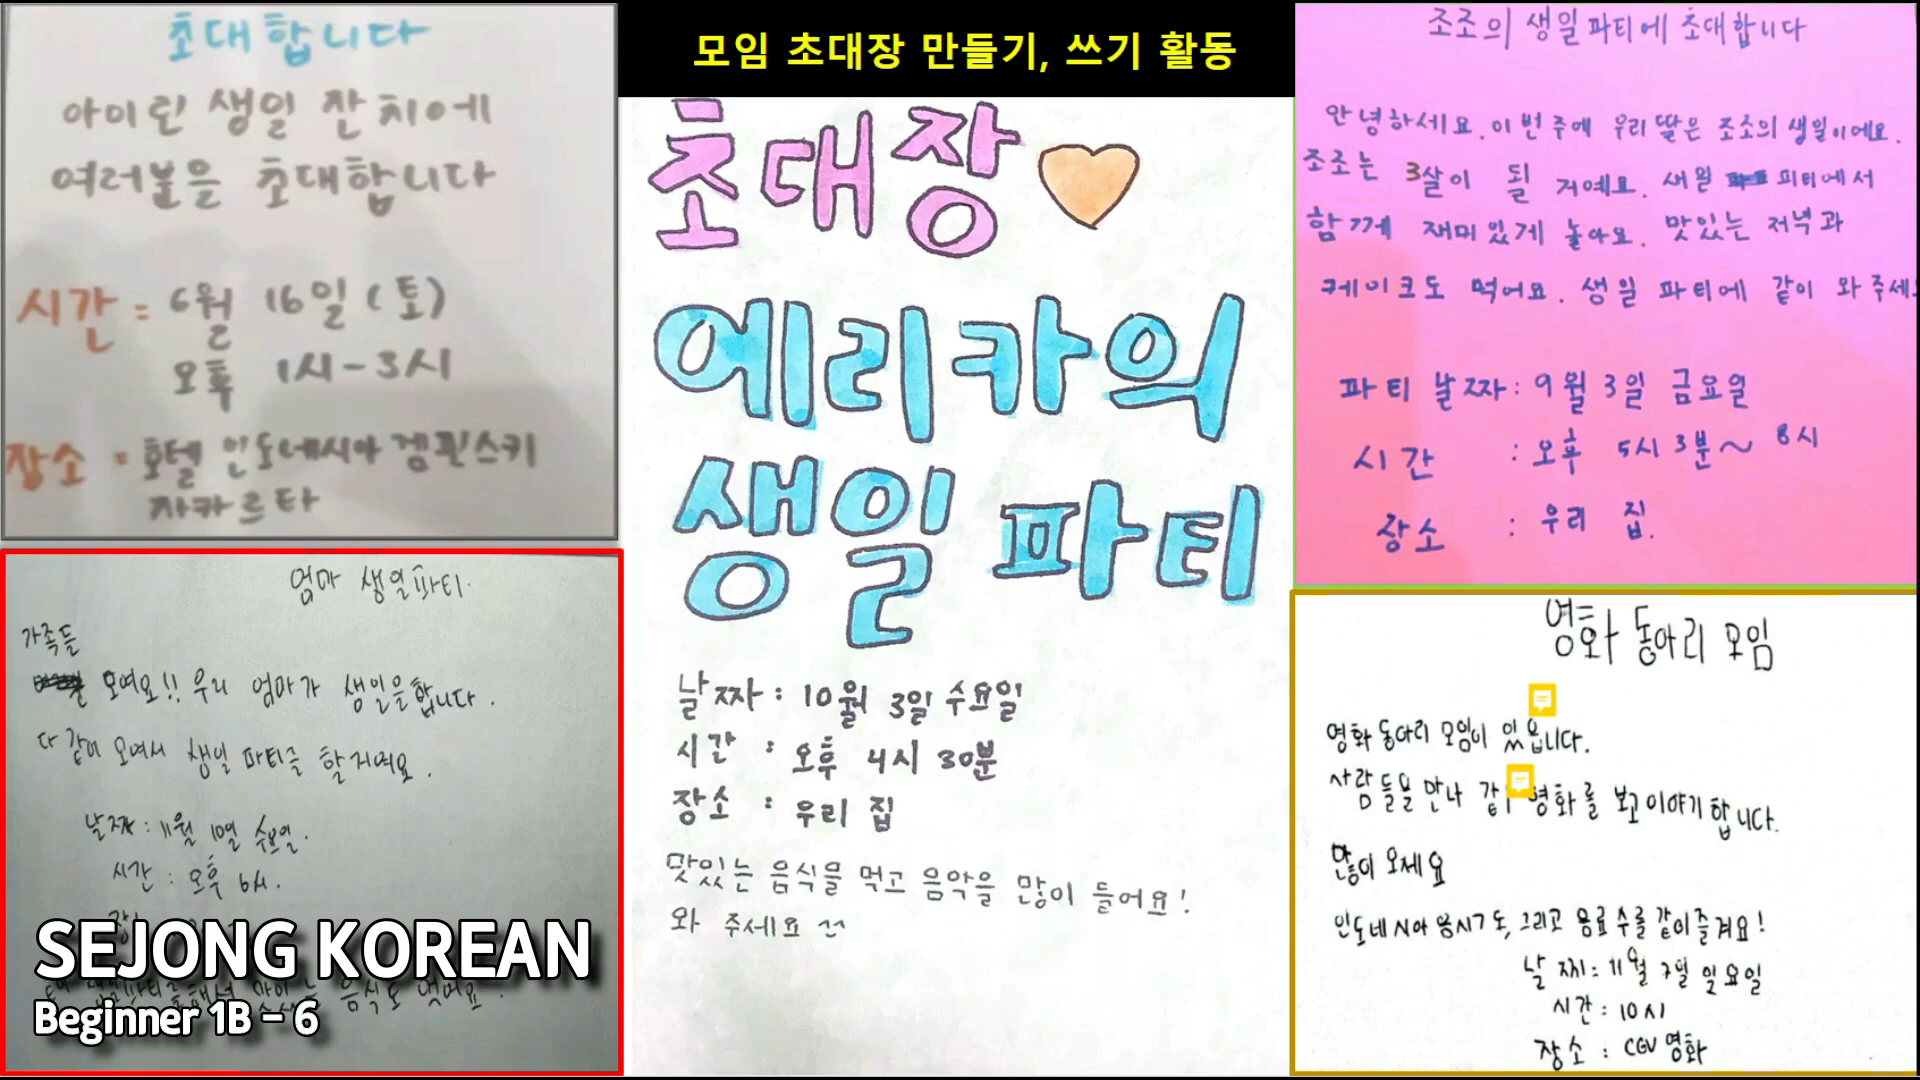 초대합니다
아이린 생일 잔치에
여러불을 초대합니다
시간 = 6월 16일 (토)
오후 1시-3시
장소 = 호텔 인도네시아 켐핀스키
자카르타
모임 초대장 만들기, 쓰기 활동
초대장
에리카의
생일 파티
날짜 : 10월 3일 수요일
시간 : 오후 4시 30분
장소 : 우리 집
맛있는 음식을 먹고 음악을 많이 들어요!
와 주세요
조조의 생일파티에 초대합니다
안녕하세요. 이번 주에 우리 딸은 조조의 생일이에요.
조조는 3살이 될 거예요. 새월 피티에서
함께 재미있게 놀아요. 맛있는 저녁과
케이크도 먹어요. 생일 파티에 같이 와주세요
파티 날짜 : 9월 3일 금요일
시간 : 오후 5시 3분~ 8시
장소 : 우리 집.
엄마 생일파티.
가족들
모여요!! 우리 엄마가 생일을합니다.
다 같이 모여서 생일 파티를 할거예요.
날짜 : 11월 10일 수요일.
시간 : 오후 6시.
SEJONG KOREAN
음식도 먹어요.
Beginner 1B – 6
영화 동아리 모임
영화 동아리 모임이 있습니다.
사람들을 만나 영화를 보고 이야기 합니다.
많이 오세요
인도네시아 음시기도, 그리고 음료수를 같이 즐겨요!
날짜 : 11월 7일 일요일
시간 : 10시
장소 : CGV 영화